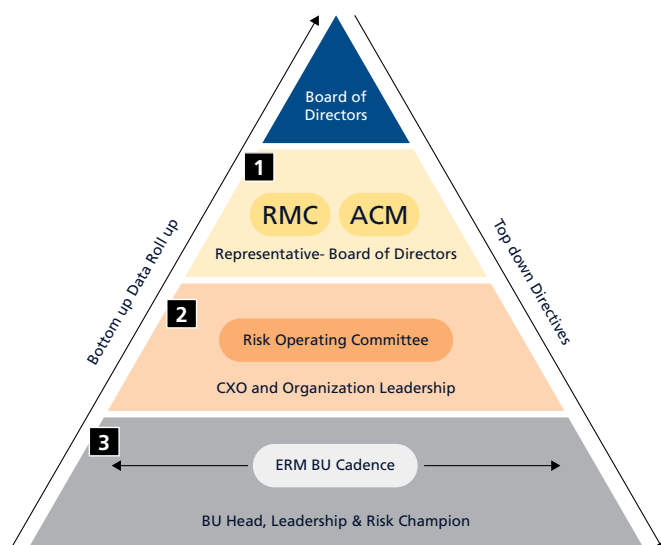 Board of
Directors
1
RMC
ACM
Representative- Board of Directors
Bottom up Data Roll up
Top down Directives
2
Risk Operating Committee
CXO and Organization Leadership
3
ERM BU Cadence
BU Head, Leadership & Risk Champion